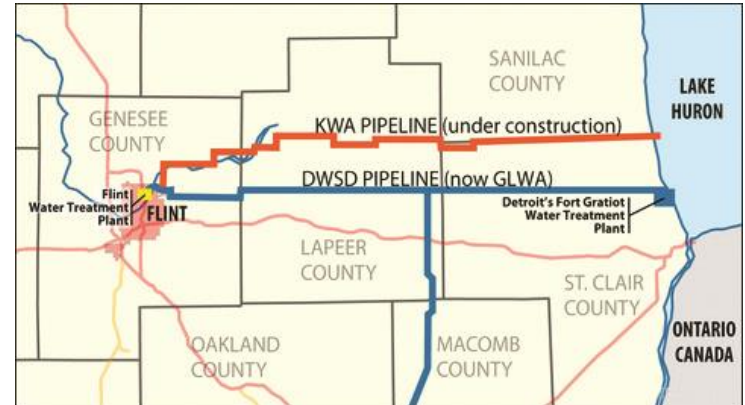 SANILAC
COUNTY
LAKE
HURON
GENESEE
COUNTY
KWA PIPELINE (under construction)
DWSD PIPELINE (now GLWA)
Flint
Water Treatment
Plant
FLINT
Detroit's Fort Gratiot
Water Treatment
Plant
LAPEER
COUNTY
ST. CLAIR
COUNTY
ONTARIO
CANADA
OAKLAND
COUNTY
MACOMB
COUNTY